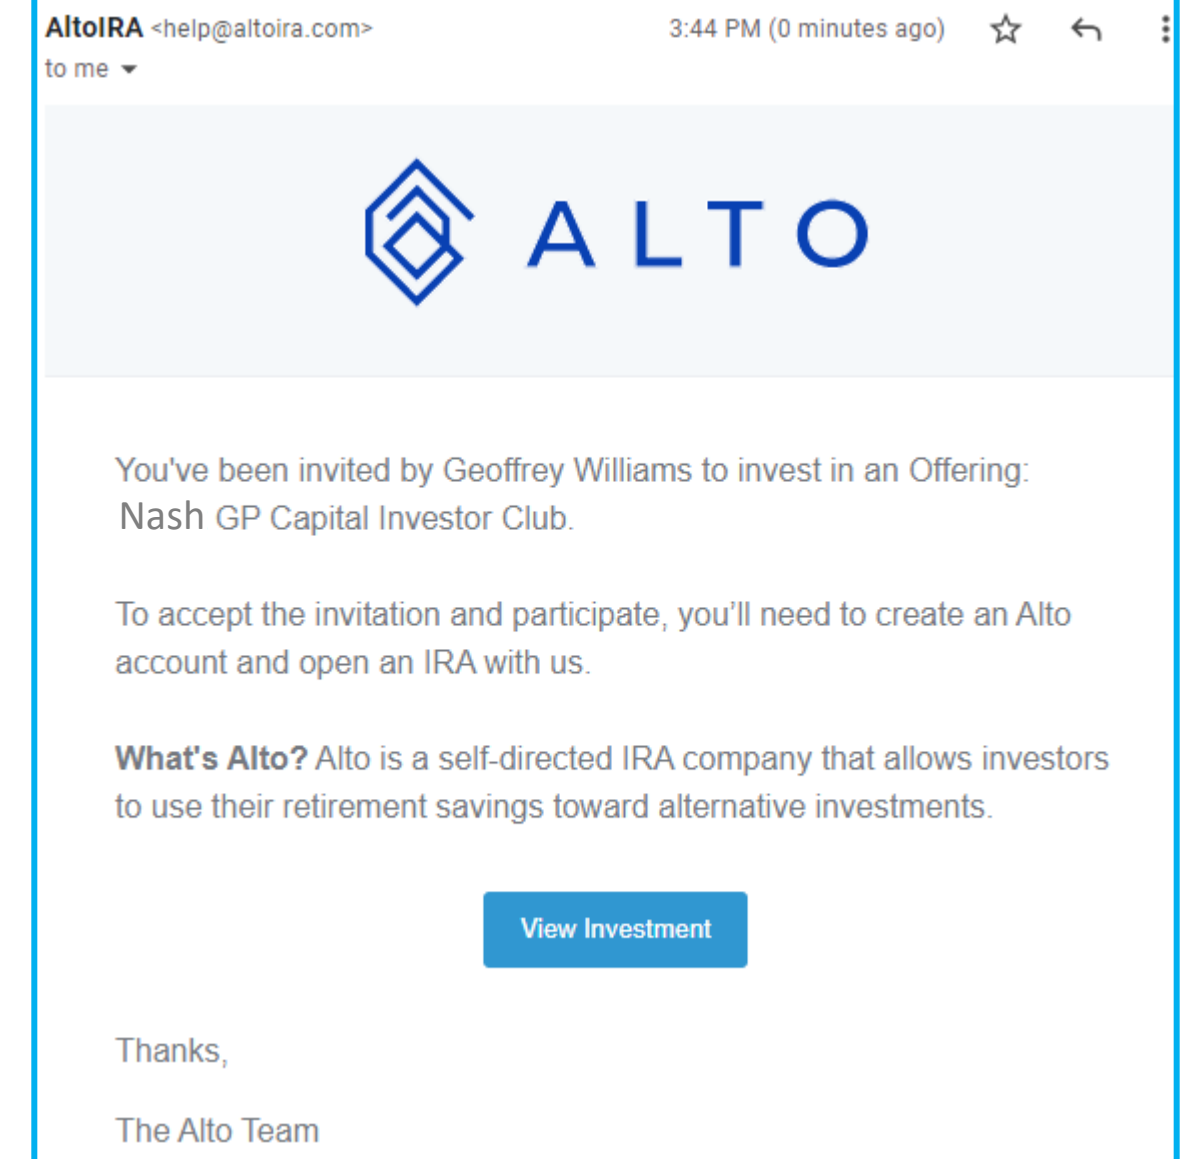 AltoIRA <help@altoira.com> 3:44 PM (0 minutes ago)
to me
ALTO
You've been invited by Geoffrey Williams to invest in an Offering:
Nash GP Capital Investor Club.
To accept the invitation and participate, you’ll need to create an Alto
account and open an IRA with us.
What's Alto? Alto is a self-directed IRA company that allows investors
to use their retirement savings toward alternative investments.
View Investment
Thanks,
The Alto Team